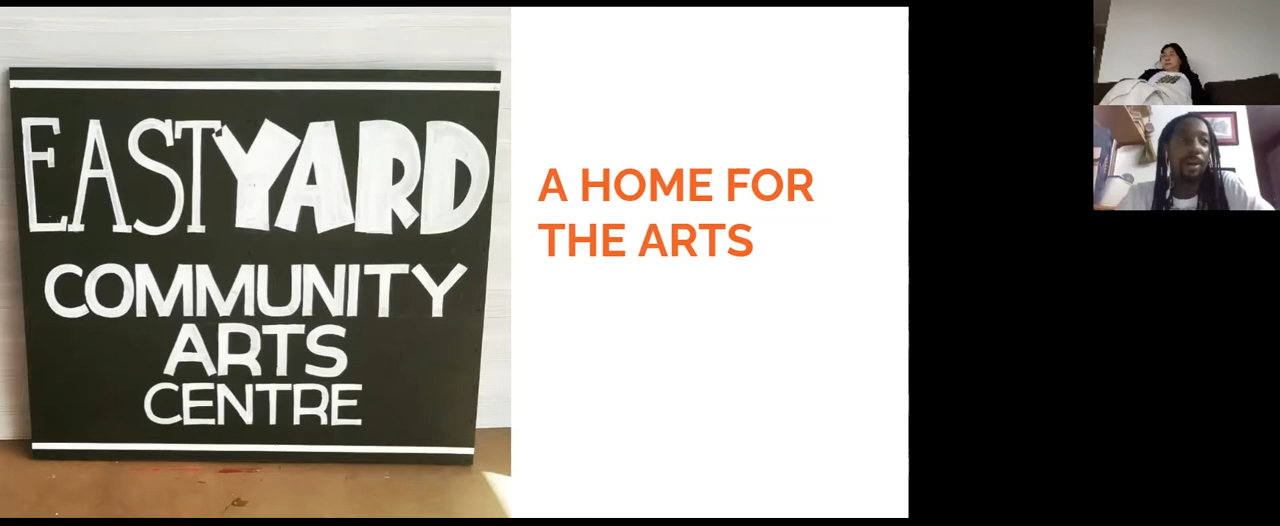 EASTYARD
COMMUNITY
ARTS
CENTRE
A HOME FOR
THE ARTS